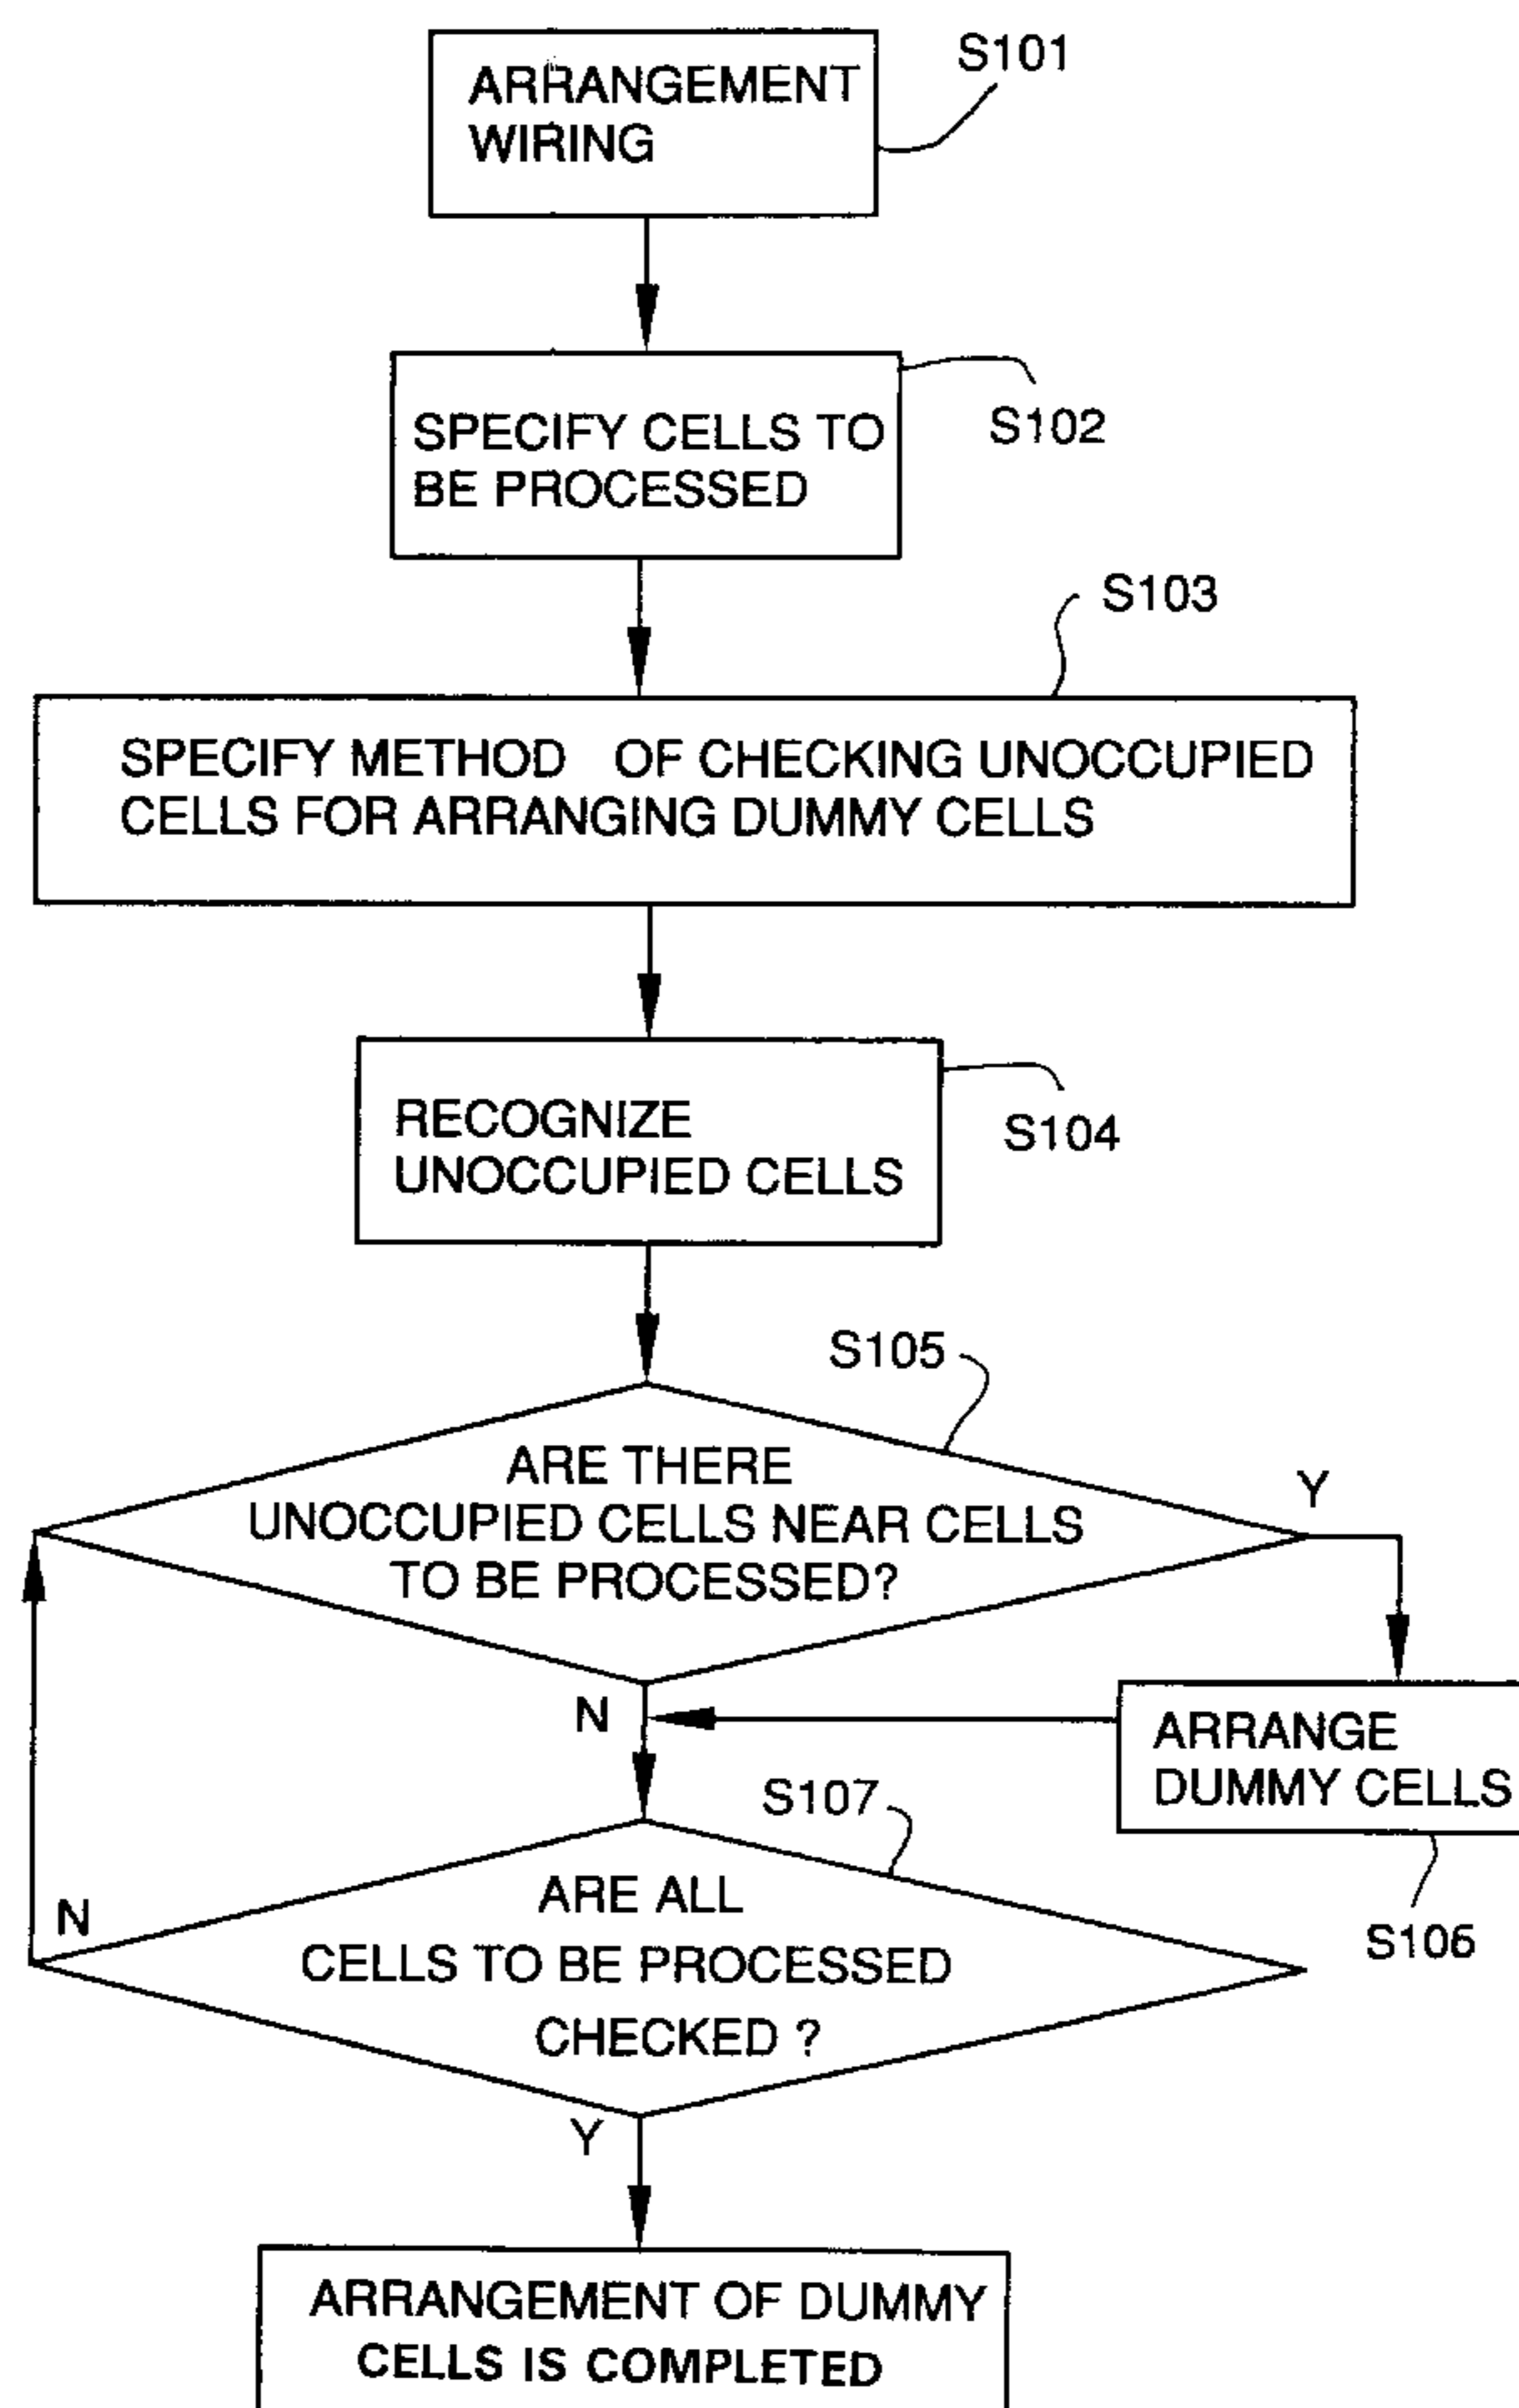 ARRANGEMENT
WIRING
S101
SPECIFY CELLS TO
BE PROCESSED
S102
S103
SPECIFY METHOD OF CHECKING UNOCCUPIED
CELLS FOR ARRANGING DUMMY CELLS
RECOGNIZE
UNOCCUPIED CELLS
S104
S105
ARE THERE
UNOCCUPIED CELLS NEAR CELLS
TO BE PROCESSED?
Y
N
ARRANGE
DUMMY CELLS
S106
S107
ARE ALL
CELLS TO BE PROCESSED
CHECKED ?
N
Y
ARRANGEMENT OF DUMMY
CELLS IS COMPLETED